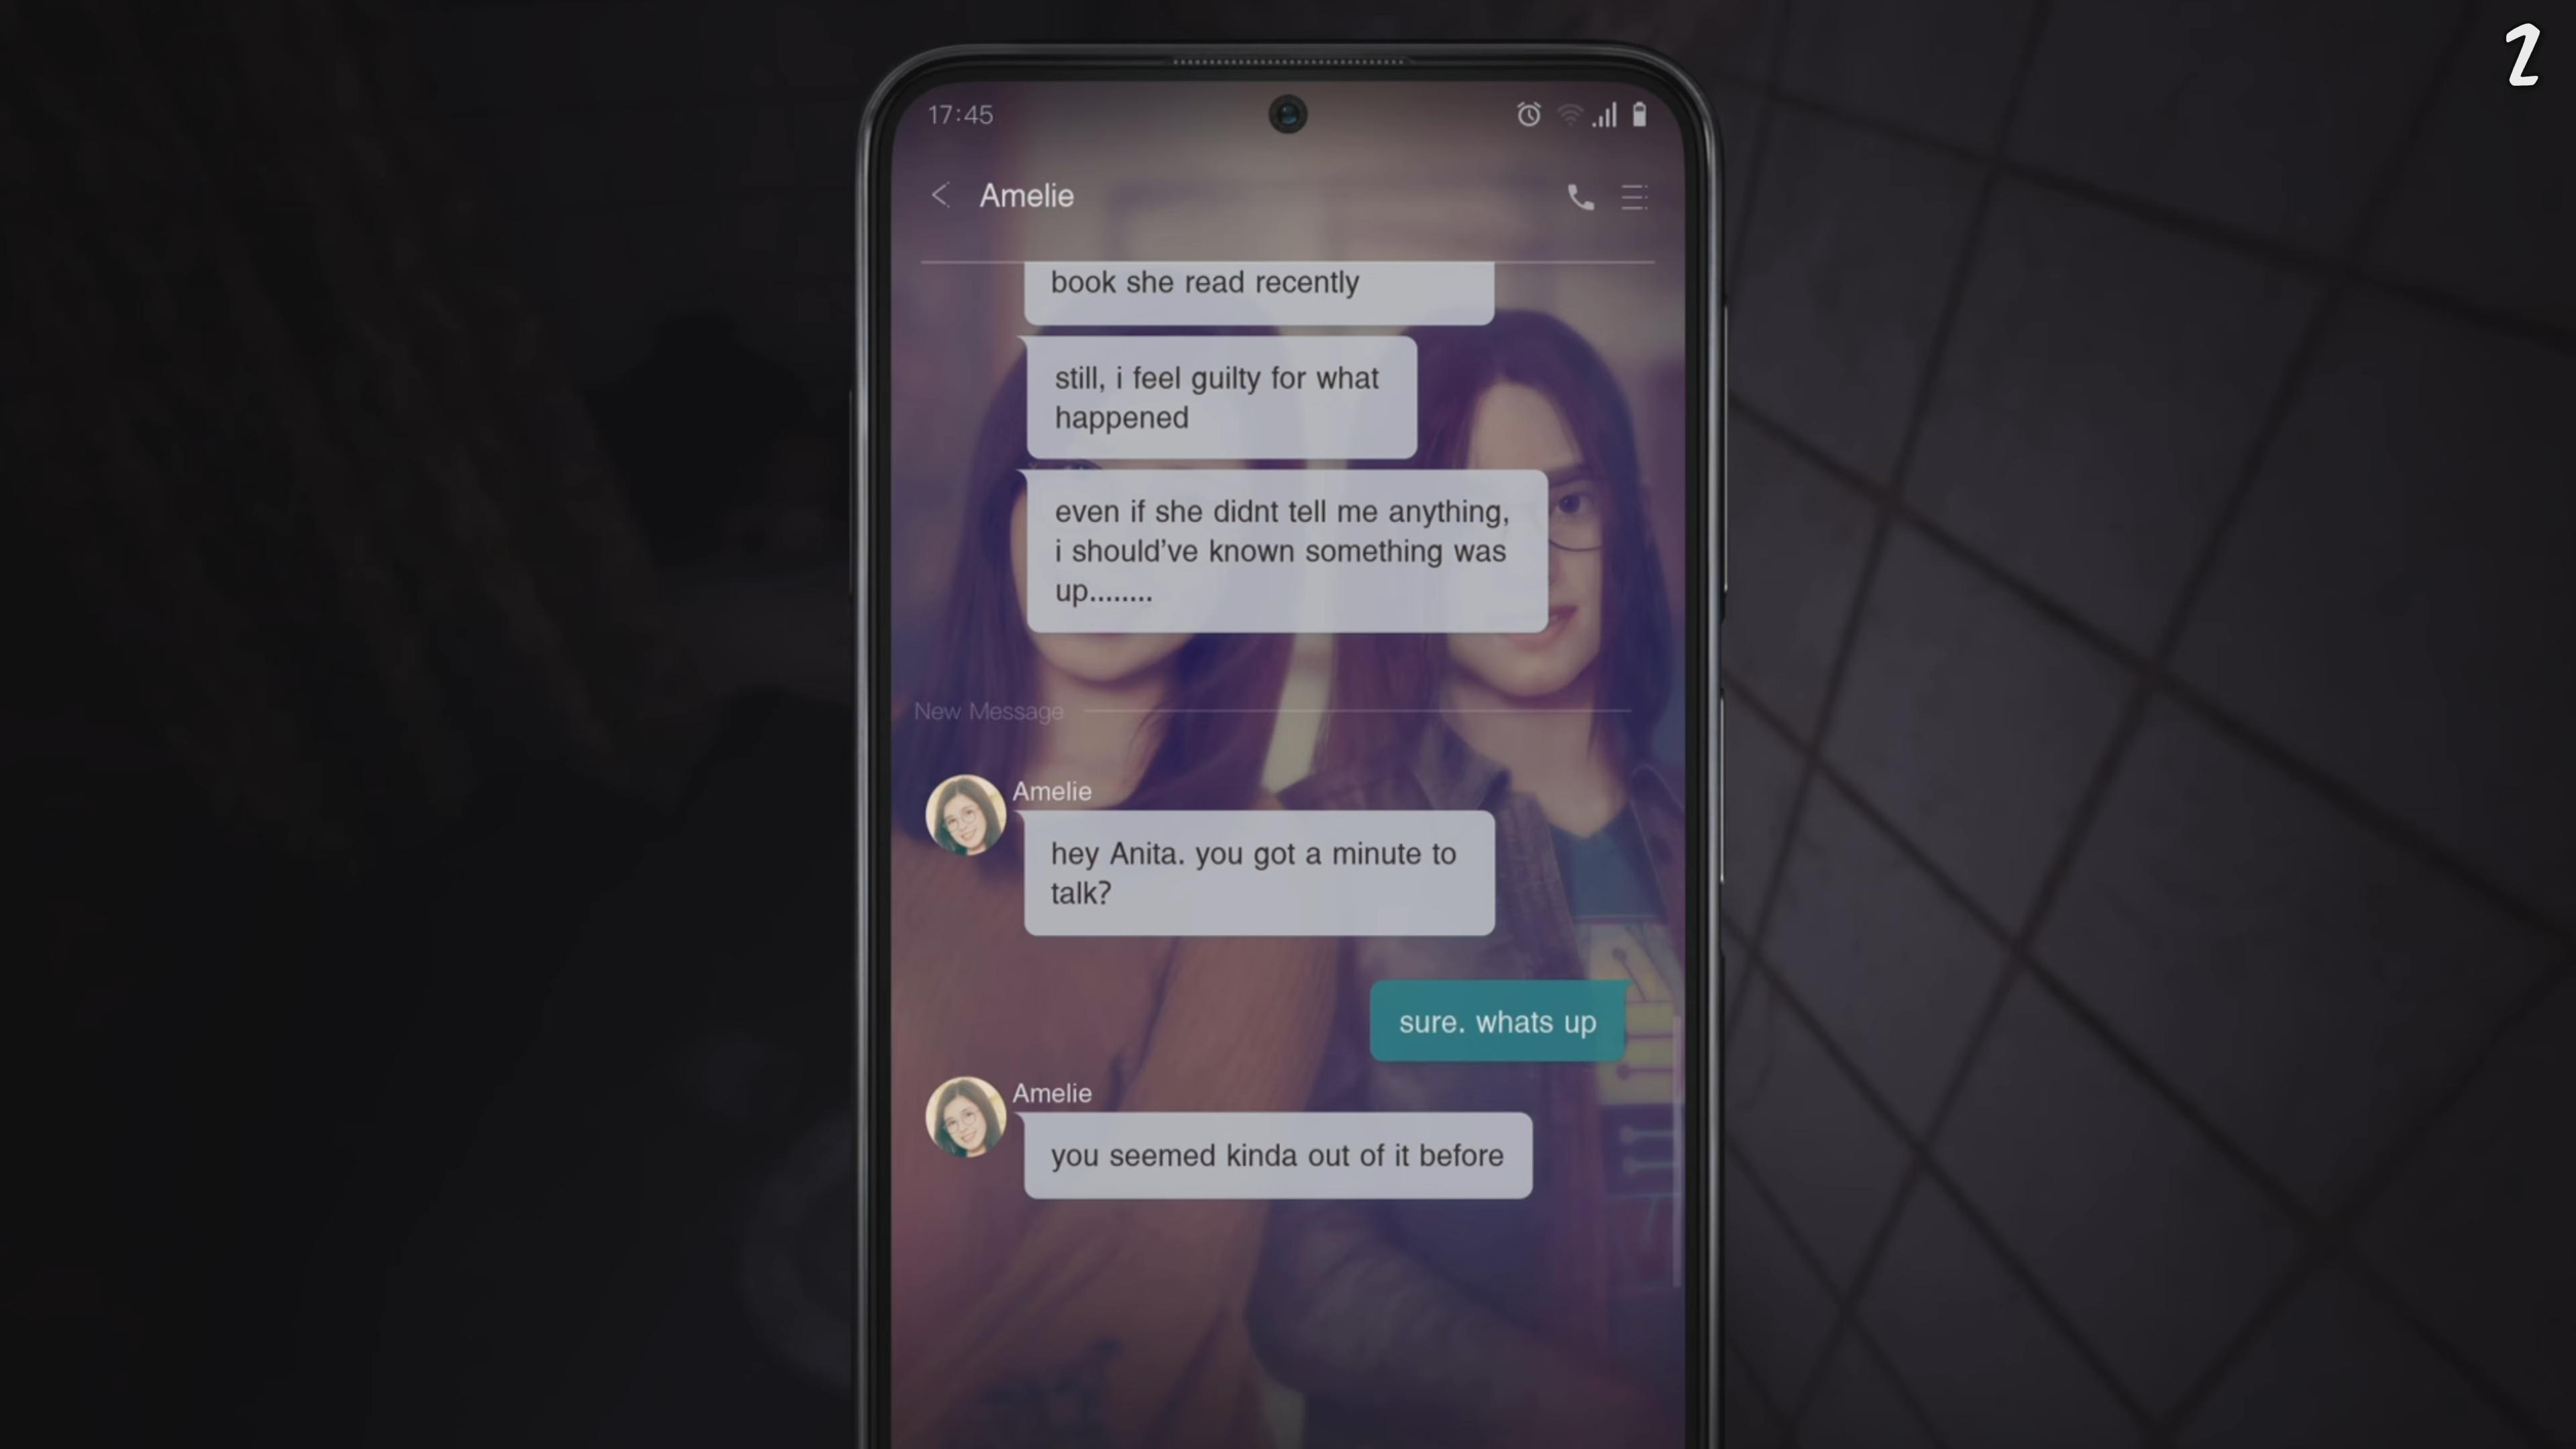 2
17:45
Amelie
book she read recently
still, i feel guilty for what
happened
even if she didnt tell me anything,
i should’ve known something was
up........
New Message
Amelie
hey Anita. you got a minute to
talk?
sure. whats up
Amelie
you seemed kinda out of it before